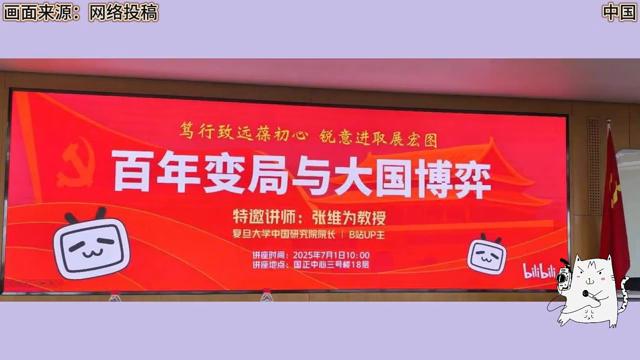 画面来源：网络投稿
中国
笃行致远葆初心 锐意进取展宏图
百年变局与大国博弈
特邀讲师：张维为教授
复旦大学中国研究院院长 | B站UP主
讲座时间：2025年7月1日10:00
讲座地点：国正中心三号楼18层
bilibili